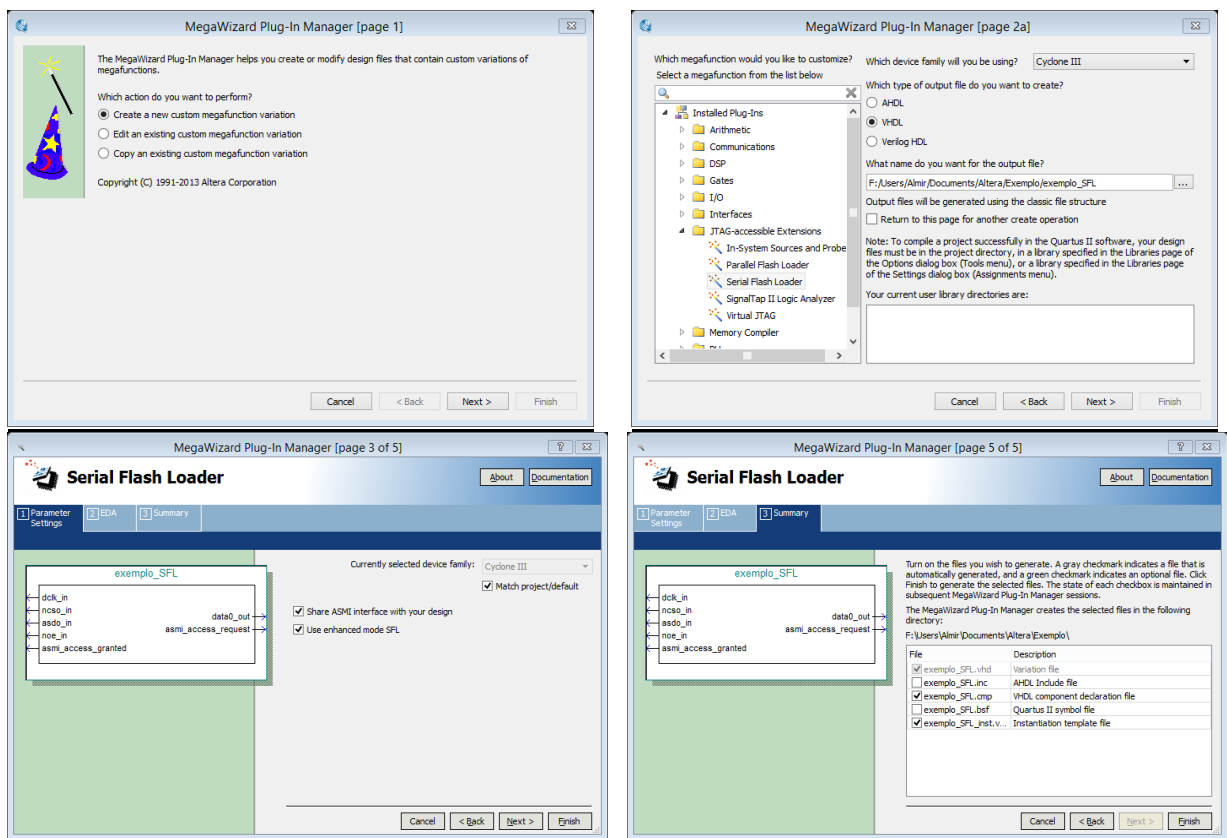 MegaWizard Plug-In Manager [page 1]
The MegaWizard Plug-In Manager helps you create or modify design files that contain custom variations of
megafunctions.
Which action do you want to perform?
Create a new custom megafunction variation
Edit an existing custom megafunction variation
Copy an existing custom megafunction variation
Copyright (C) 1991-2013 Altera Corporation
Cancel
< Back
Next >
Finish
MegaWizard Plug-In Manager [page 2a]
Which megafunction would you like to customize?
Select a megafunction from the list below
Installed Plug-Ins
Arithmetic
Communications
DSP
Gates
I/O
Interfaces
JTAG-accessible Extensions
In-System Sources and Probe
Parallel Flash Loader
Serial Flash Loader
SignalTap II Logic Analyzer
Virtual JTAG
Memory Compiler
Which device family will you be using?
Cyclone III
Which type of output file do you want to create?
AHDL
VHDL
Verilog HDL
What name do you want for the output file?
F:/Users/Almir/Documents/Altera/Exemplo/exemplo_SFL
...
Output files will be generated using the classic file structure
Return to this page for another create operation
Note: To compile a project successfully in the Quartus II software, your design
files must be in the project directory, in a library specified in the Libraries page of
the Options dialog box (Tools menu), or a library specified in the Libraries page
of the Settings dialog box (Assignments menu).
Your current user library directories are:
Cancel
< Back
Next >
Finish
MegaWizard Plug-In Manager [page 3 of 5]
?
Serial Flash Loader
About
Documentation
1 Parameter
Settings
2 EDA
3 Summary
exemplo_SFL
dclk_in
ncso_in
asdo_in
noe_in
asmi_access_granted
data0_out
asmi_access_request
Currently selected device family:
Cyclone III
Match project/default
Share ASMI interface with your design
Use enhanced mode SFL
Cancel
< Back
Next >
Finish
MegaWizard Plug-In Manager [page 5 of 5]
?
Serial Flash Loader
About
Documentation
1 Parameter
Settings
2 EDA
3 Summary
exemplo_SFL
dclk_in
ncso_in
asdo_in
noe_in
asmi_access_granted
data0_out
asmi_access_request
Turn on the files you wish to generate. A gray checkmark indicates a file that is
automatically generated, and a green checkmark indicates an optional file. Click
Finish to generate the selected files. The state of each checkbox is maintained in
subsequent MegaWizard Plug-In Manager sessions.
The MegaWizard Plug-In Manager creates the selected files in the following
directory:
F:\Users\Almir\Documents\Altera\Exemplo\
File Description
exemplo_SFL.vhd Variation file
exemplo_SFL.inc AHDL Include file
exemplo_SFL.cmp VHDL component declaration file
exemplo_SFL.bsf Quartus II symbol file
exemplo_SFL_inst.v... Instantiation template file
Cancel
< Back
Next >
Finish